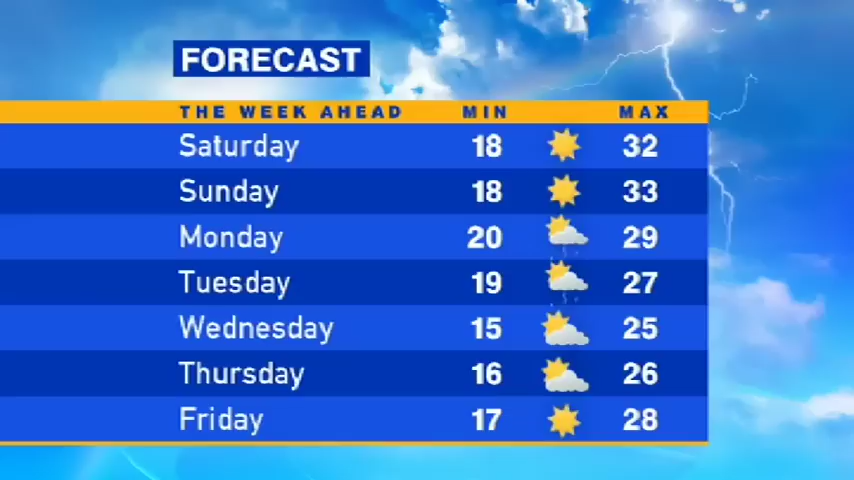 FORECAST
THE WEEK AHEAD MIN MAX
Saturday 18 32
Sunday 18 33
Monday 20 29
Tuesday 19 27
Wednesday 15 25
Thursday 16 26
Friday 17 28